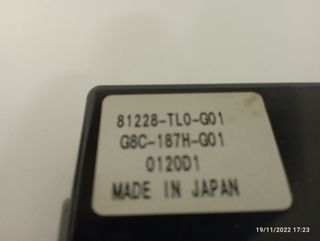 81228-TL0-G01
G8C-187H-G01
0120D1
MADE IN JAPAN
19/11/2022 17:23